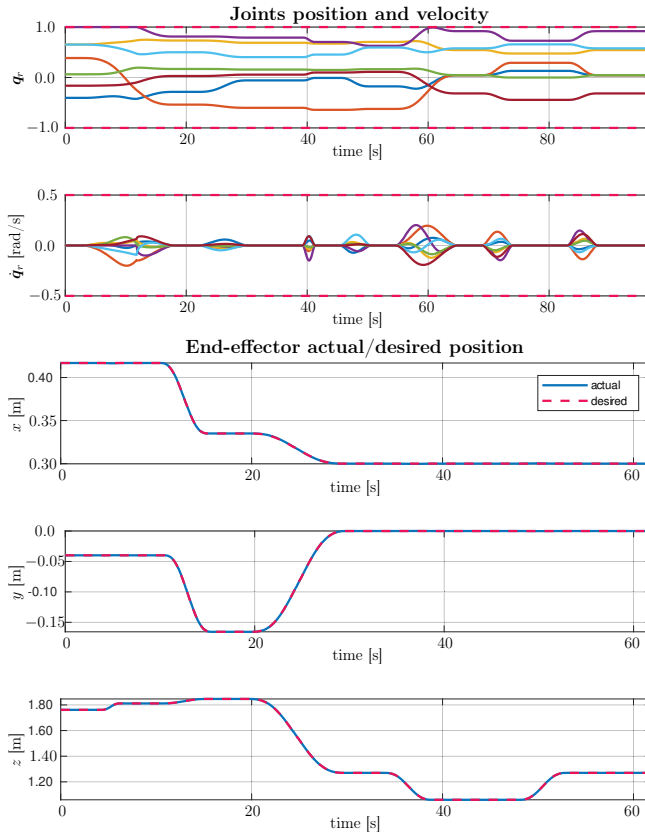 Joints position and velocity
1.0
0.0
−1.0
q_r
0 20 40 60 80
time [s]
0.5
0.0
−0.5
q̇_r [rad/s]
0 20 40 60 80
time [s]
End-effector actual/desired position
0.40
0.35
0.30
x [m]
actual
desired
0 20 40 60
time [s]
0.0
-0.05
-0.10
−0.15
y [m]
0 20 40 60
time [s]
1.80
1.60
1.40
1.20
z [m]
0 20 40 60
time [s]